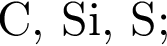 C, Si, S;